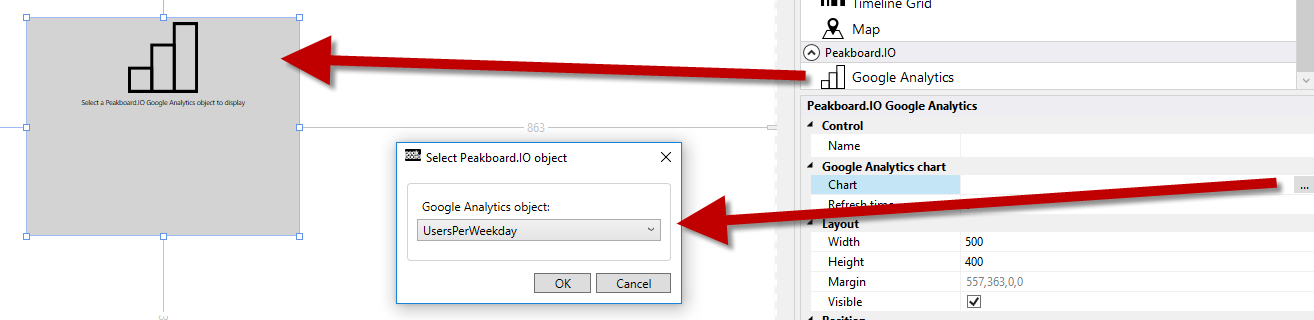 Select a Peakboard.IO Google Analytics object to display
863
Select Peakboard.IO object
Google Analytics object:
UsersPerWeekday
OK
Cancel
Timeline Grid
Map
Peakboard.IO
Google Analytics
Peakboard.IO Google Analytics
Control
Name
Google Analytics chart
Chart
...
Refresh time
Layout
Width 500
Height 400
Margin 557,363,0,0
Visible
Position